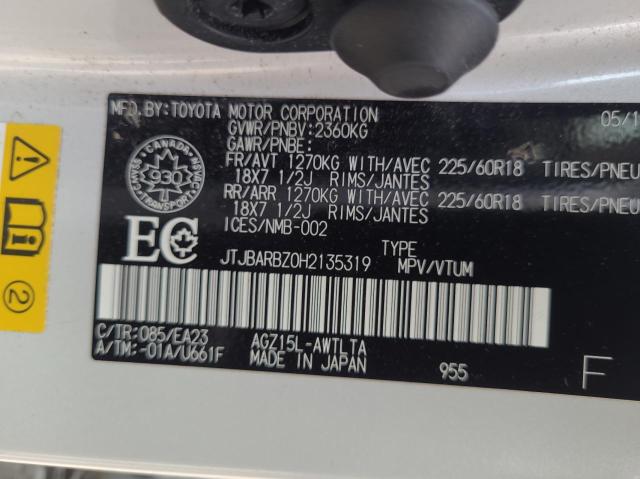 MFD.BY:TOYOTA MOTOR CORPORATION 05/1
GVWR/PNBV:2360KG
GAWR/PNBE:
FR/AVT 1270KG WITH/AVEC 225/60R18 TIRES/PNEU
18X7 1/2J RIMS/JANTES
RR/ARR 1270KG WITH/AVEC 225/60R18 TIRES/PNEU
18X7 1/2J RIMS/JANTES
ICES/NMB-002
CANADA
930
TRANSPORT
EC
TYPE
JTJBARBZ0H2135319 MPV/VTUM
2
C/TR:085/EA23 AGZ15L-AWTLTA
A/TM:-01A/U661F MADE IN JAPAN 955 F